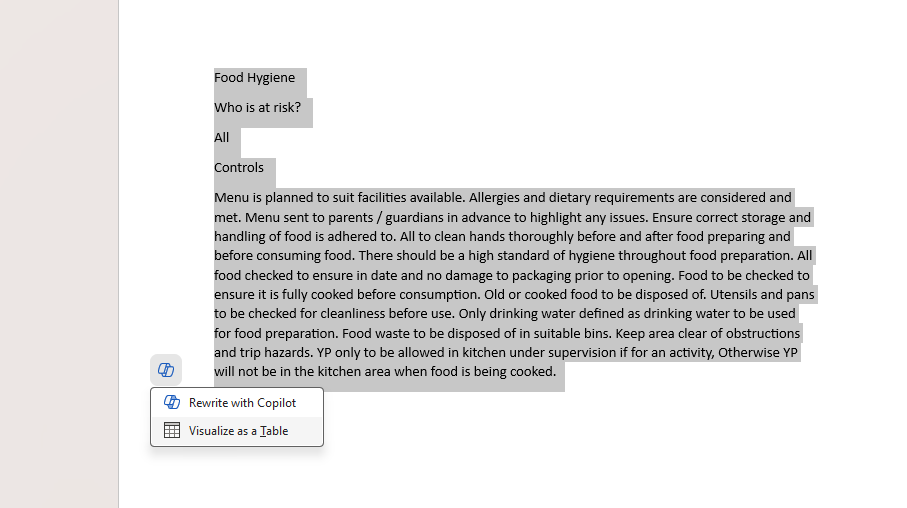 Food Hygiene
Who is at risk?
All
Controls
Menu is planned to suit facilities available. Allergies and dietary requirements are considered and
met. Menu sent to parents / guardians in advance to highlight any issues. Ensure correct storage and
handling of food is adhered to. All to clean hands thoroughly before and after food preparing and
before consuming food. There should be a high standard of hygiene throughout food preparation. All
food checked to ensure in date and no damage to packaging prior to opening. Food to be checked to
ensure it is fully cooked before consumption. Old or cooked food to be disposed of. Utensils and pans
to be checked for cleanliness before use. Only drinking water defined as drinking water to be used
for food preparation. Food waste to be disposed of in suitable bins. Keep area clear of obstructions
and trip hazards. YP only to be allowed in kitchen under supervision if for an activity, Otherwise YP
will not be in the kitchen area when food is being cooked.
Rewrite with Copilot
Visualize as a Table